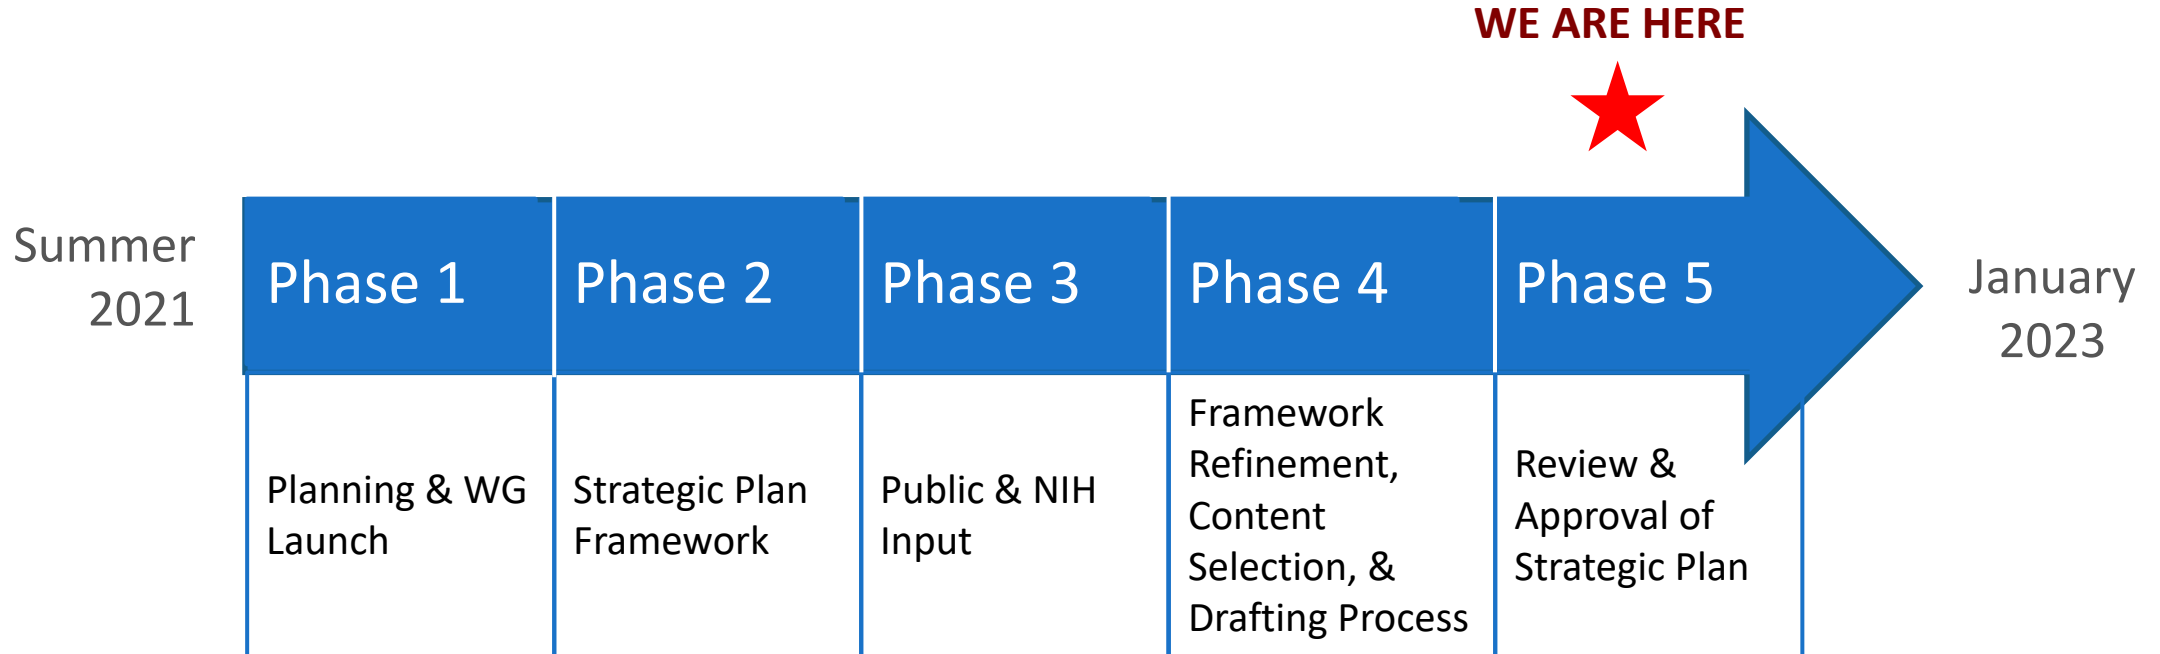 WE ARE HERE
Summer
2021
Phase 1
Phase 2
Phase 3
Phase 4
Phase 5
January
2023
Planning & WG
Launch
Strategic Plan
Framework
Public & NIH
Input
Framework
Refinement,
Content
Selection, &
Drafting Process
Review &
Approval of
Strategic Plan